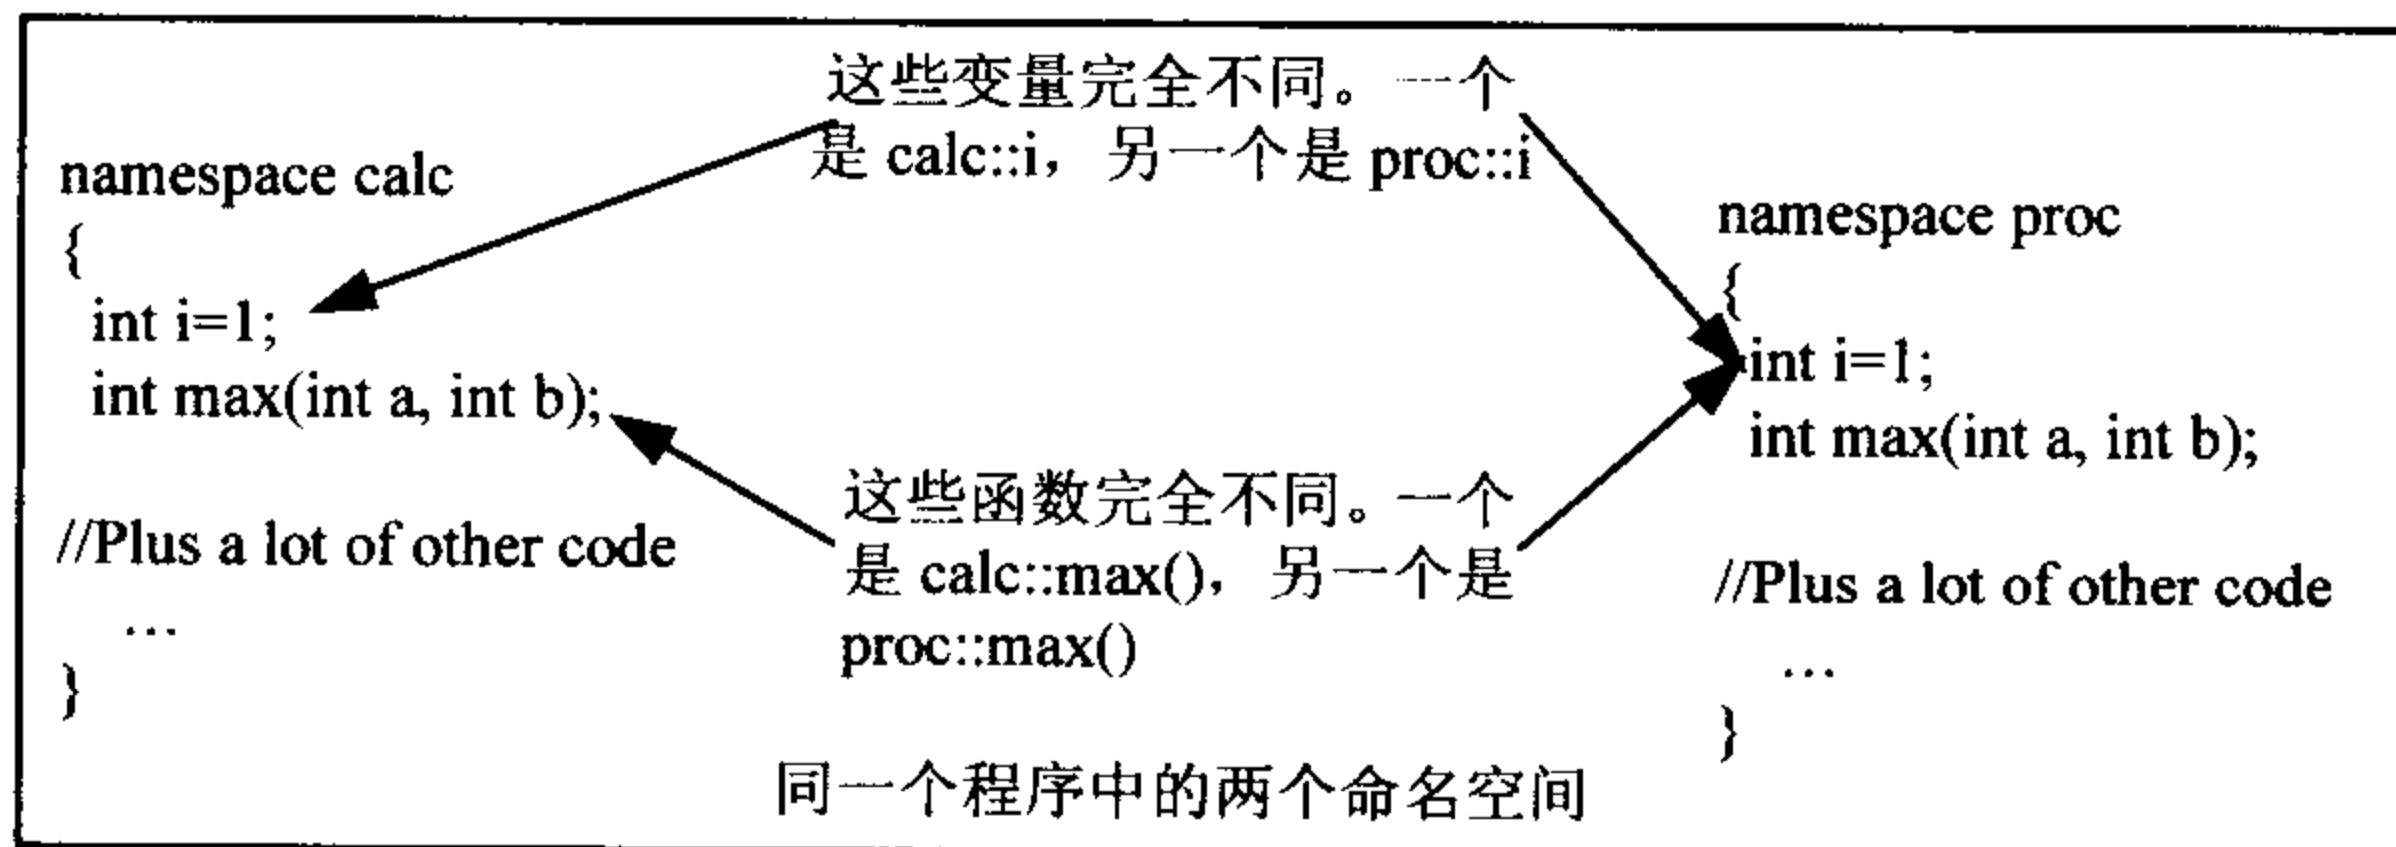 这些变量完全不同。一个
是 calc::i，另一个是 proc::i
namespace calc
{
int i=1;
int max(int a, int b);
//Plus a lot of other code
...
}
namespace proc
{
int i=1;
int max(int a, int b);
//Plus a lot of other code
...
}
这些函数完全不同。一个
是 calc::max()，另一个是
proc::max()
同一个程序中的两个命名空间